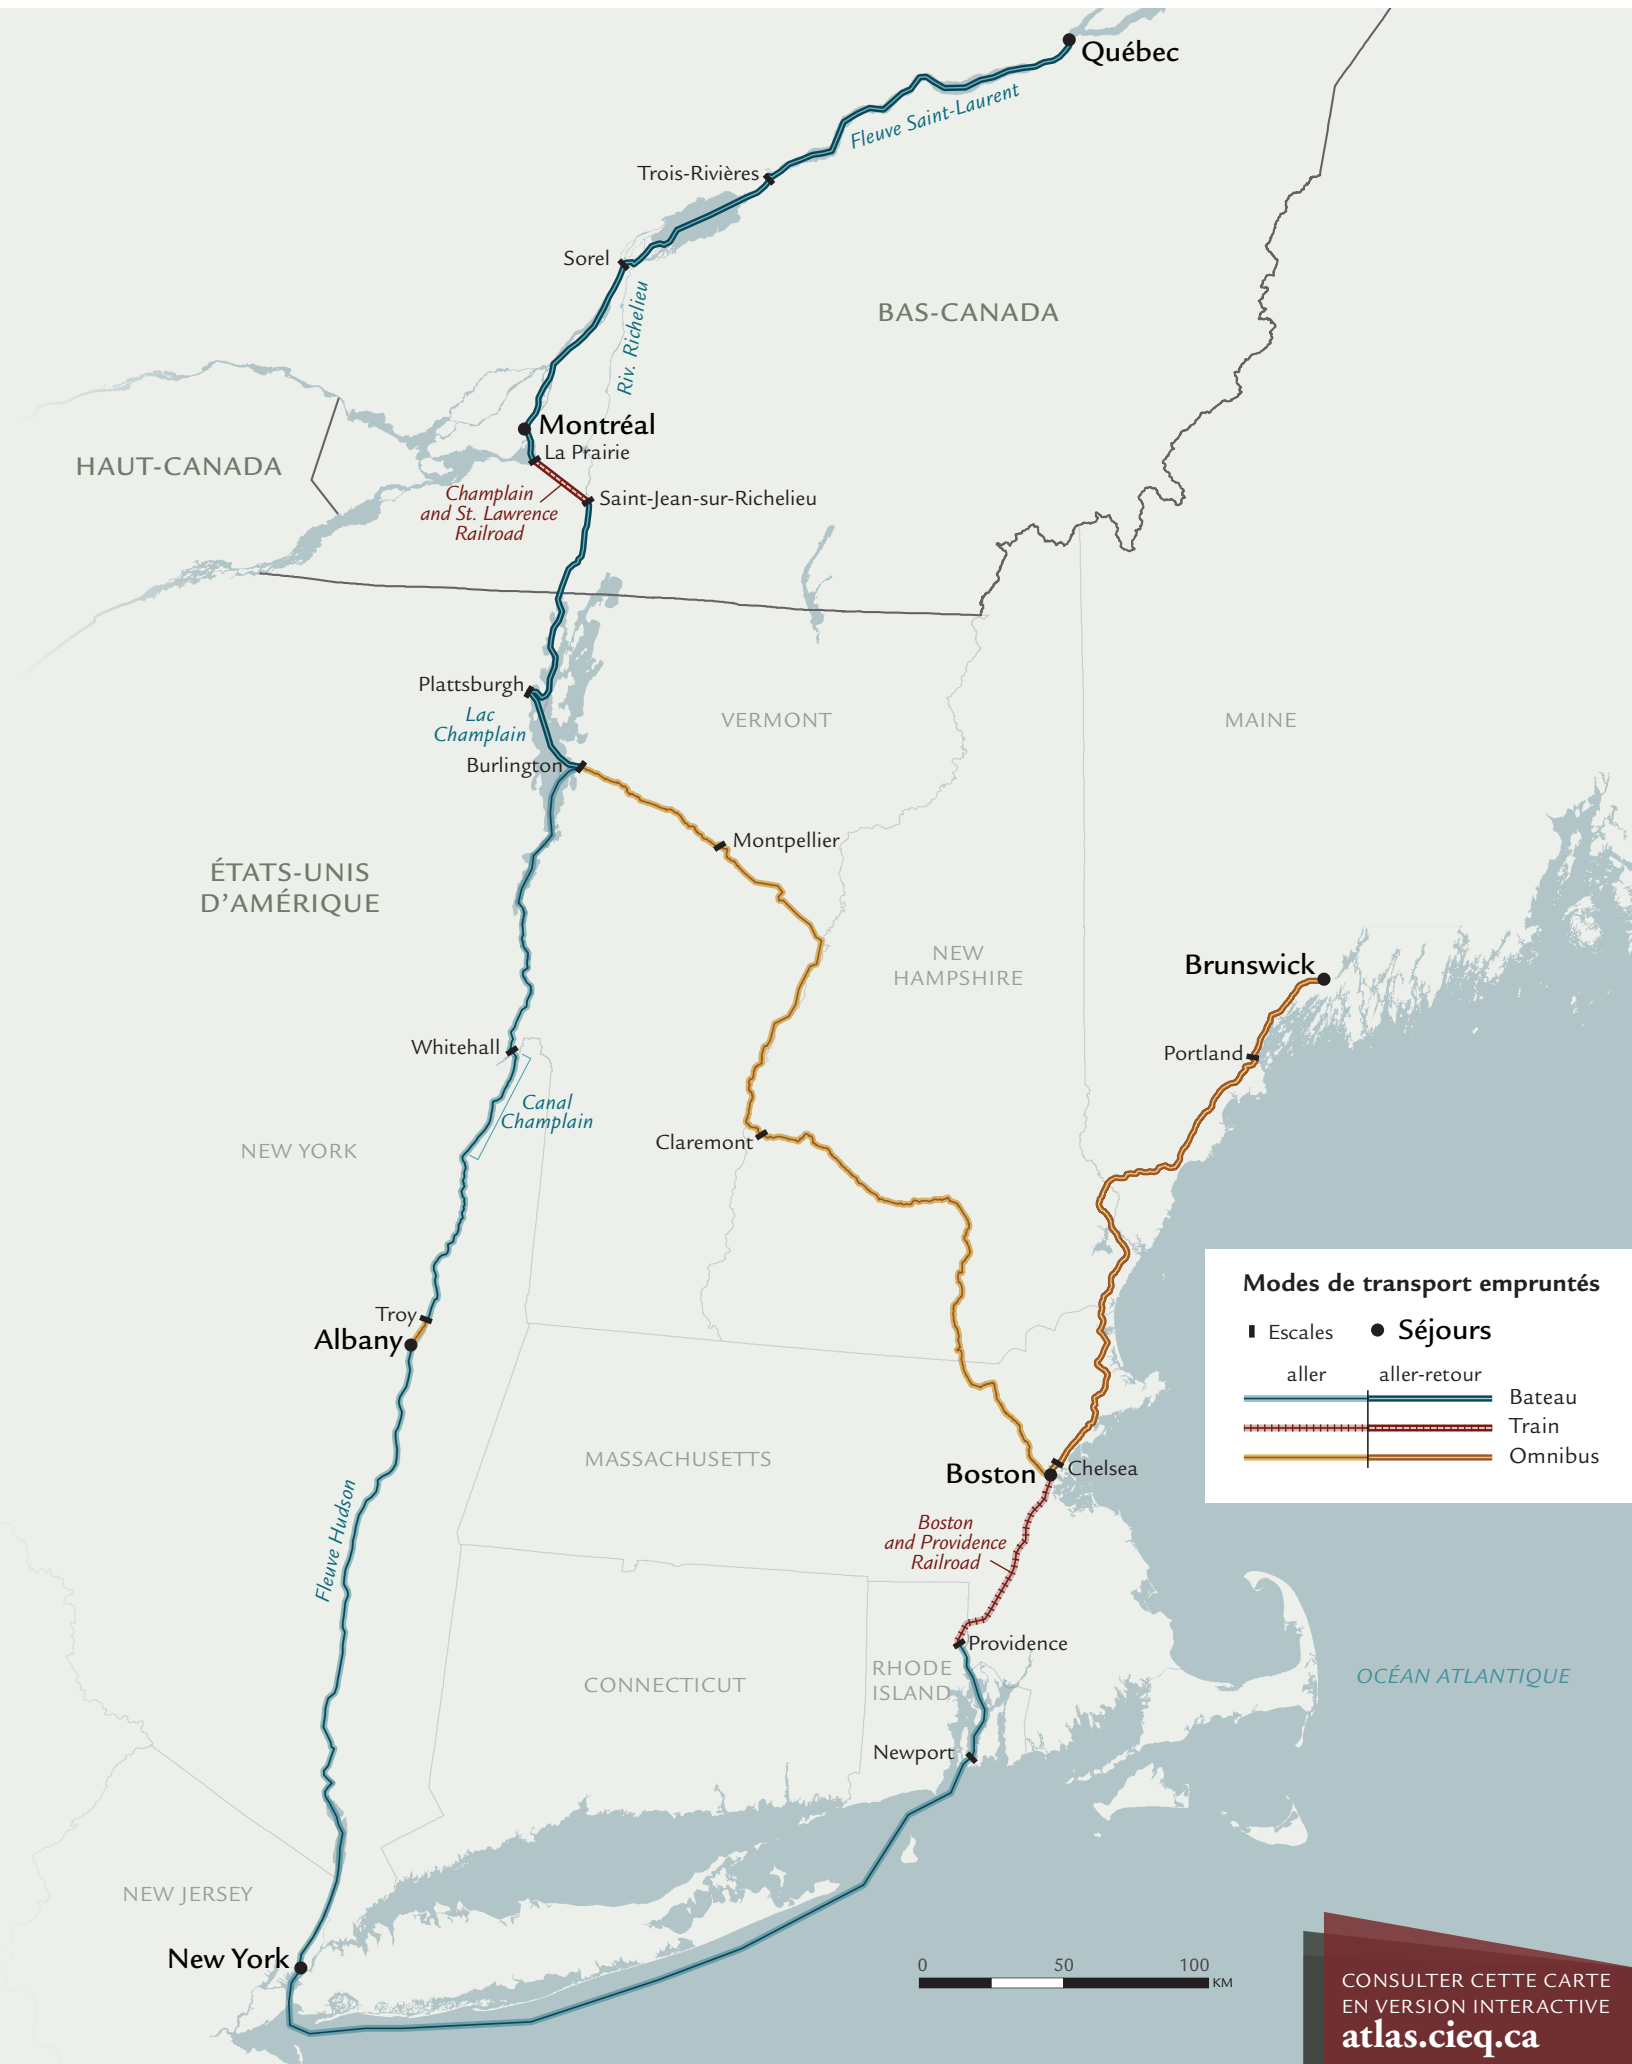 Québec
Fleuve Saint-Laurent
Trois-Rivières
Sorel
Riv. Richelieu
BAS-CANADA
Montréal
La Prairie
HAUT-CANADA
Champlain
and St. Lawrence
Railroad
Saint-Jean-sur-Richelieu
Plattsburgh
Lac
Champlain
VERMONT
MAINE
Burlington
Montpellier
ÉTATS-UNIS
D’AMÉRIQUE
NEW
HAMPSHIRE
Brunswick
Whitehall
Portland
Canal
Champlain
Claremont
NEW YORK
Troy
Albany
Modes de transport empruntés
Escales
Séjours
aller
aller-retour
Bateau
Train
Omnibus
MASSACHUSETTS
Boston
Chelsea
Fleuve Hudson
Boston
and Providence
Railroad
Providence
RHODE
ISLAND
CONNECTICUT
OCÉAN ATLANTIQUE
Newport
NEW JERSEY
New York
0 50 100
KM
CONSULTER CETTE CARTE
EN VERSION INTERACTIVE
atlas.cieq.ca